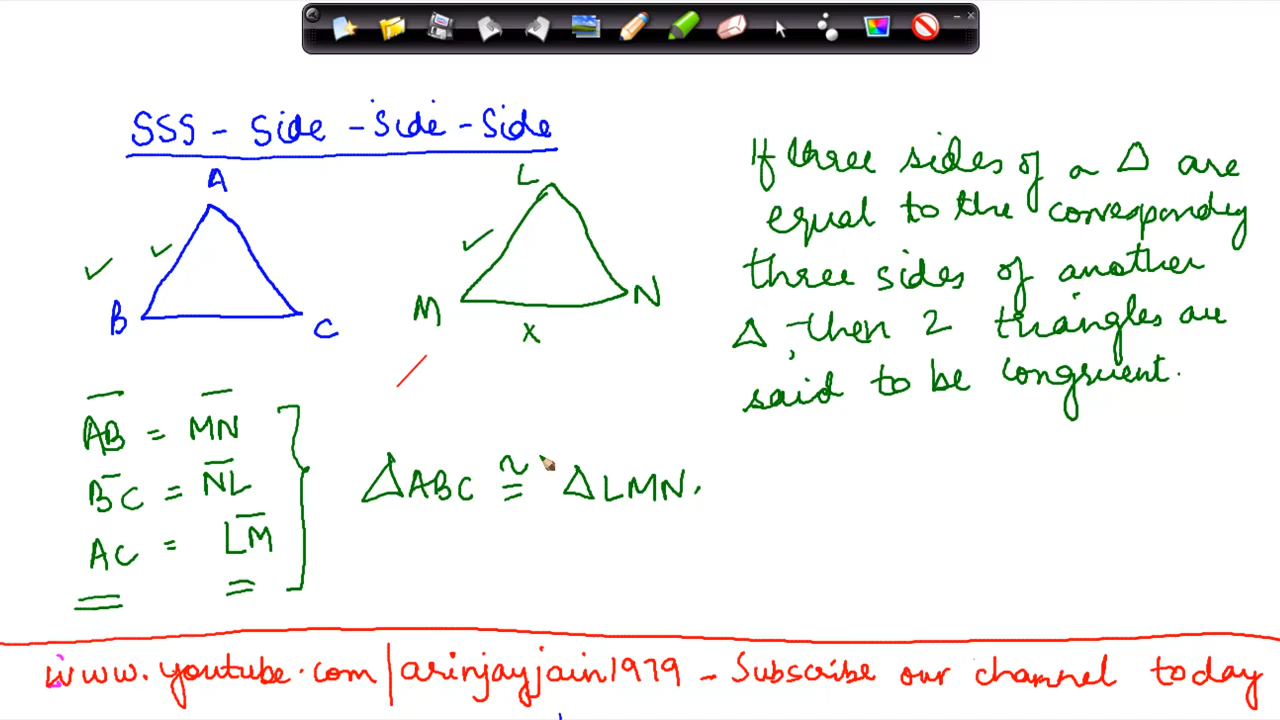 SSS - Side - Side - Side
A
B
C
L
M
N
x
If three sides of a Δ are
equal to the corresponding
three sides of another
Δ, then 2 triangles are
said to be congruent.
AB = MN
BC = NL
AC = LM
ΔABC ≅ ΔLMN.
www.youtube.com/arinjayjain1979 - Subscribe our channel today